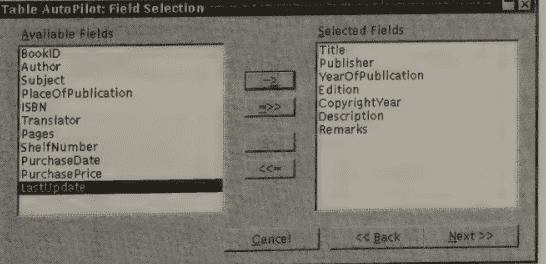 Table AutoPilot: Field Selection
Available Fields
BookID
Author
Subject
PlaceOfPublication
ISBN
Translator
Pages
ShelfNumber
PurchaseDate
PurchasePrice
LastUpdate
->
=>>
<<=
Selected Fields
Title
Publisher
YearOfPublication
Edition
CopyrightYear
Description
Remarks
Cancel
<< Back
Next >>